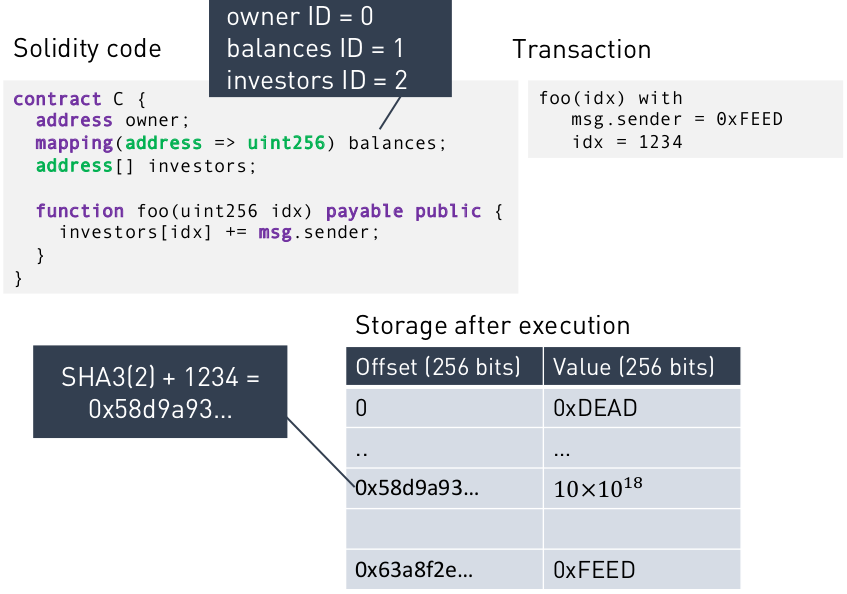 owner ID = 0
balances ID = 1
investors ID = 2
Solidity code
contract C {
address owner;
mapping(address => uint256) balances;
address[] investors;
function foo(uint256 idx) payable public {
investors[idx] += msg.sender;
}
}
Transaction
foo(idx) with
msg.sender = 0xFEED
idx = 1234
Storage after execution
SHA3(2) + 1234 =
0x58d9a93...
Offset (256 bits) Value (256 bits)
0 0xDEAD
.. ...
0x58d9a93... 10×10¹⁸
0x63a8f2e... 0xFEED